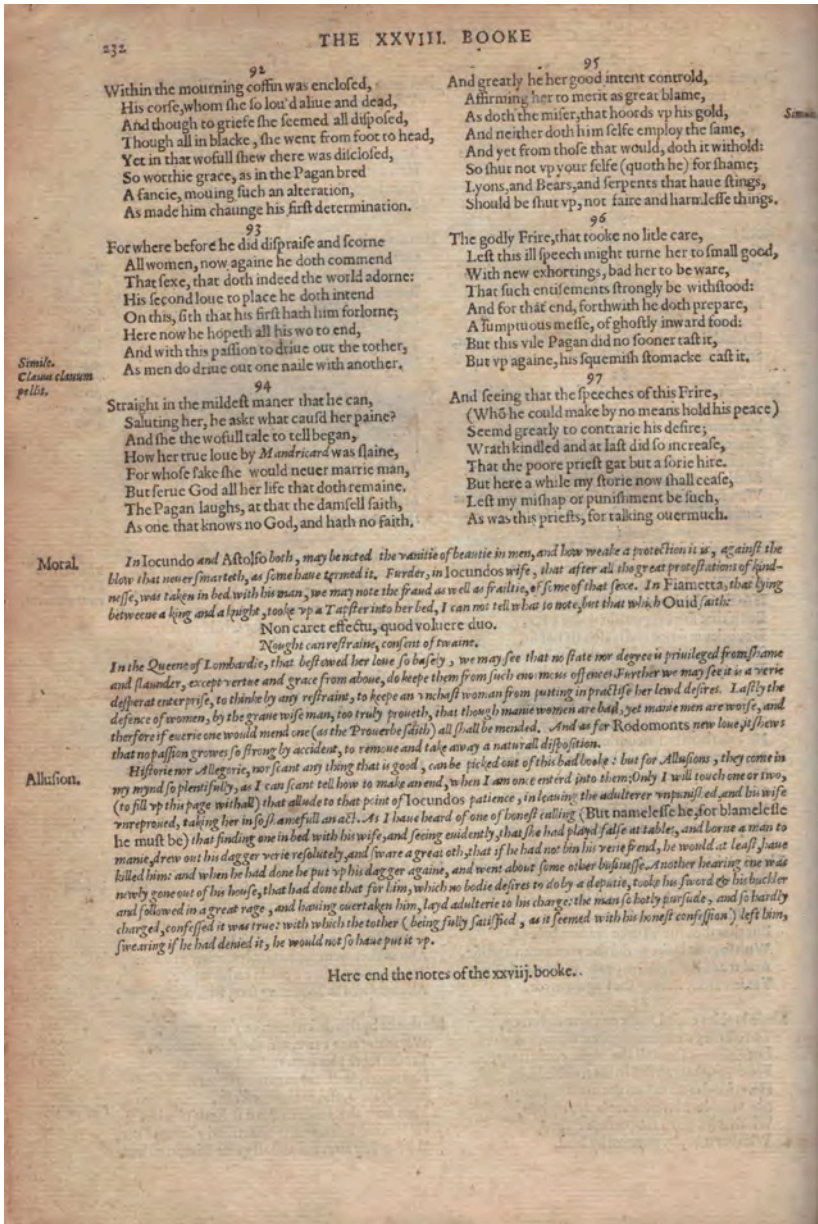 232
THE XXVIII. BOOKE
92
Within the mourning coffin was encloſed,
His corſe,whom ſhe ſo lou'd aliue and dead,
And though to griefe ſhe ſeemed all diſpoſed,
Though all in blacke, ſhe went from foot to head,
Yet in that wofull ſhew there was diſcloſed,
So worthie grace, as in the Pagan bred
A fancie, mouing ſuch an alteration,
As made him chaunge his firſt determination.
93
For where before he did diſpraiſe and ſcorne
All women, now againe he doth commend
That ſexe, that doth indeed the world adorne:
His ſecond loue to place he doth intend
On this, ſith that his firſt hath him forlorne;
Here now he hopeth all his wo to end,
And with this paſſion to driue out the tother,
As men do driue out one naile with another.
Simile.
Clauus clauum
pellit.
94
Straight in the mildeſt maner that he can,
Saluting her, he askt what cauſd her paine?
And ſhe the wofull tale to tell began,
How her true loue by Mandricard was ſlaine,
For whoſe ſake ſhe would neuer marrie man,
But ſerue God all her life that doth remaine.
The Pagan laughs, at that the damſell ſaith,
As one that knows no God, and hath no faith.
95
And greatly he her good intent controld,
Affirming her to merit as great blame,
As doth the miſer,that hoords vp his gold,
And neither doth him ſelfe employ the ſame,
And yet from thoſe that would, doth it withold:
So ſhut not vp your ſelfe (quoth he) for ſhame;
Lyons,and Bears,and ſerpents that haue ſtings,
Should be ſhut vp, not faire and harmleſſe things.
96
The godly Frire,that tooke no litle care,
Leſt this ill ſpeech might turne her to ſmall good,
With new exhortings, bad her to be ware,
That ſuch entiſements ſtrongly be withſtood:
And for that end, forthwith he doth prepare,
A ſumptuous meſſe, of ghoſtly inward food:
But this vile Pagan did no ſooner taſt it,
But vp againe, his ſquemiſh ſtomacke caſt it.
97
And ſeeing that the ſpeeches of this Frire,
(Whō he could make by no means hold his peace)
Seemd greatly to contrarie his deſire;
Wrath kindled and at laſt did ſo increaſe,
That the poore prieſt gat but a ſorie hire.
But here a while my ſtorie now ſhall ceaſe,
Leſt my miſhap or puniſhment be ſuch,
As was this prieſts, for talking ouermuch.
Moral.
In Iocundo and Aſtolfo both, may be noted the vanitie of beautie in men, and how weake a protection it is, againſt the
blow that neuer ſmarteth, as ſome haue termed it. Furder, in Iocundos wife, that after all the great proteſtations of kind-
neſſe, was taken in bed with his man, we may note the fraud as well as frailtie, of ſome of that ſexe. In Fiametta, that lying
betweene a king and a knight, tooke vp a Tapſter into her bed, I can not tell what to note, but that which Ouid ſaith:
Non caret effectu, quod voluere duo.
Nought can reſtraine, conſent of twaine.
In the Queene of Lombardie, that beſtowed her loue ſo baſely, we may ſee that no ſtate nor degree is priuileged from ſhame
and ſlaunder, except vertue and grace from aboue, do keepe them from ſuch enormous offences. Further we may ſee it is a verie
deſperat enterpriſe, to thinke by any reſtraint, to keepe an vnchaſt woman from putting in practiſe her lewd deſires. Laſtly the
defence of women, by the graue wiſe man, too truly proueth, that though manie women are bad, yet manie men are worſe, and
therfore if euerie one would mend one (as the Prouerbe ſaith) all ſhall be mended. And as for Rodomonts new loue, it ſhews
that no paſſion growes ſo ſtrong by accident, to remoue and take away a naturall diſpoſition.
Allusion.
Hiſtorie nor Allegorie, nor ſcant any thing that is good, can be picked out of this bad booke: but for Alluſions, they come in
my mynd ſo plentifully, as I can ſcant tell how to make an end, when I am once enterd into them; Only I will touch one or two,
(to fill vp this page withall) that allude to that point of Iocundos patience, in leauing the adulterer vnpuniſhed, and his wife
vnreproued, taking her in ſo ſhamefull an act. As I haue heard of one of honeſt calling (But nameleſſe he, for blameleſſe
he muſt be) that finding one in bed with his wife, and ſeeing euidently, that ſhe had playd falſe at tables, and borne a man to
manie, drew out his dagger verie reſolutely, and ſware a great oth, that if he had not bin his verie frend, he would at leaſt, haue
killed him: and when he had done he put vp his dagger againe, and went about ſome other buſineſſe. Another hearing one was
newly gone out of his houſe, that had done that for him, which no bodie deſires to do by a deputie, tooke his ſword & his buckler
and followed in a great rage, and hauing ouertaken him, layd adulterie to his charge: the man ſo hotly purſude, and ſo hardly
charged, confeſſed it was true: with which the tother (being fully ſatiſfied, as it ſeemed with his honeſt confeſſion) left him,
ſwearing if he had denied it, he would not ſo haue put it vp.
Here end the notes of the xxviij. booke.